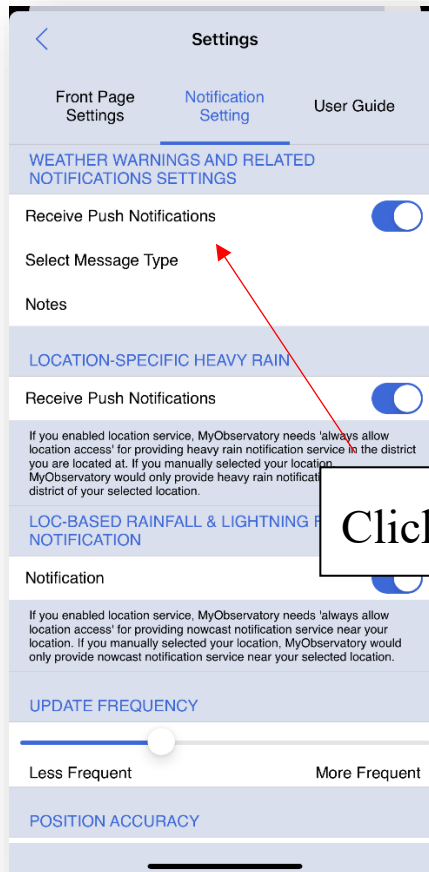 Settings
Front Page
Settings
Notification
Setting
User Guide
WEATHER WARNINGS AND RELATED
NOTIFICATIONS SETTINGS
Receive Push Notifications
Select Message Type
Notes
LOCATION-SPECIFIC HEAVY RAIN
Receive Push Notifications
If you enabled location service, MyObservatory needs 'always allow
location access' for providing heavy rain notification service in the district
you are located at. If you manually selected your location,
MyObservatory would only provide heavy rain
district of your selected location.
LOC-BASED RAINFALL & LIGHTNING
NOTIFICATION
Notification
If you enabled location service, MyObservatory needs 'always allow
location access' for providing nowcast notification service near your
location. If you manually selected your location, MyObservatory would
only provide nowcast notification service near your selected location.
UPDATE FREQUENCY
Less Frequent
More Frequent
POSITION ACCURACY